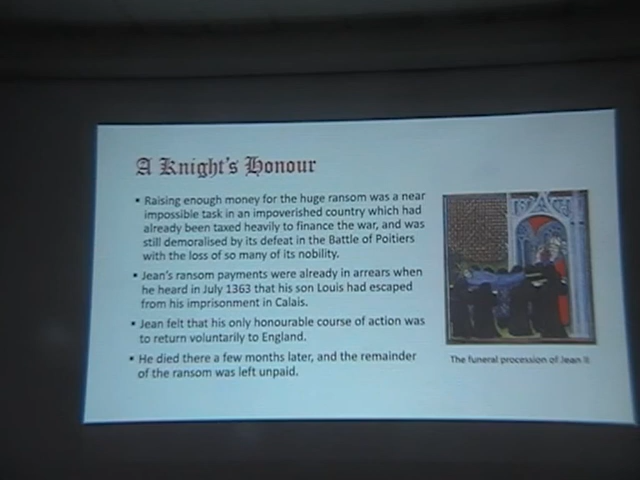 A Knight's Honour
▪ Raising enough money for the huge ransom was a near
impossible task in an impoverished country which had
already been taxed heavily to finance the war, and was
still demoralised by its defeat in the Battle of Poitiers
with the loss of so many of its nobility.
▪ Jean's ransom payments were already in arrears when
he heard in July 1363 that his son Louis had escaped
from his imprisonment in Calais.
▪ Jean felt that his only honourable course of action was
to return voluntarily to England.
▪ He died there a few months later, and the remainder
of the ransom was left unpaid.
The funeral procession of Jean II